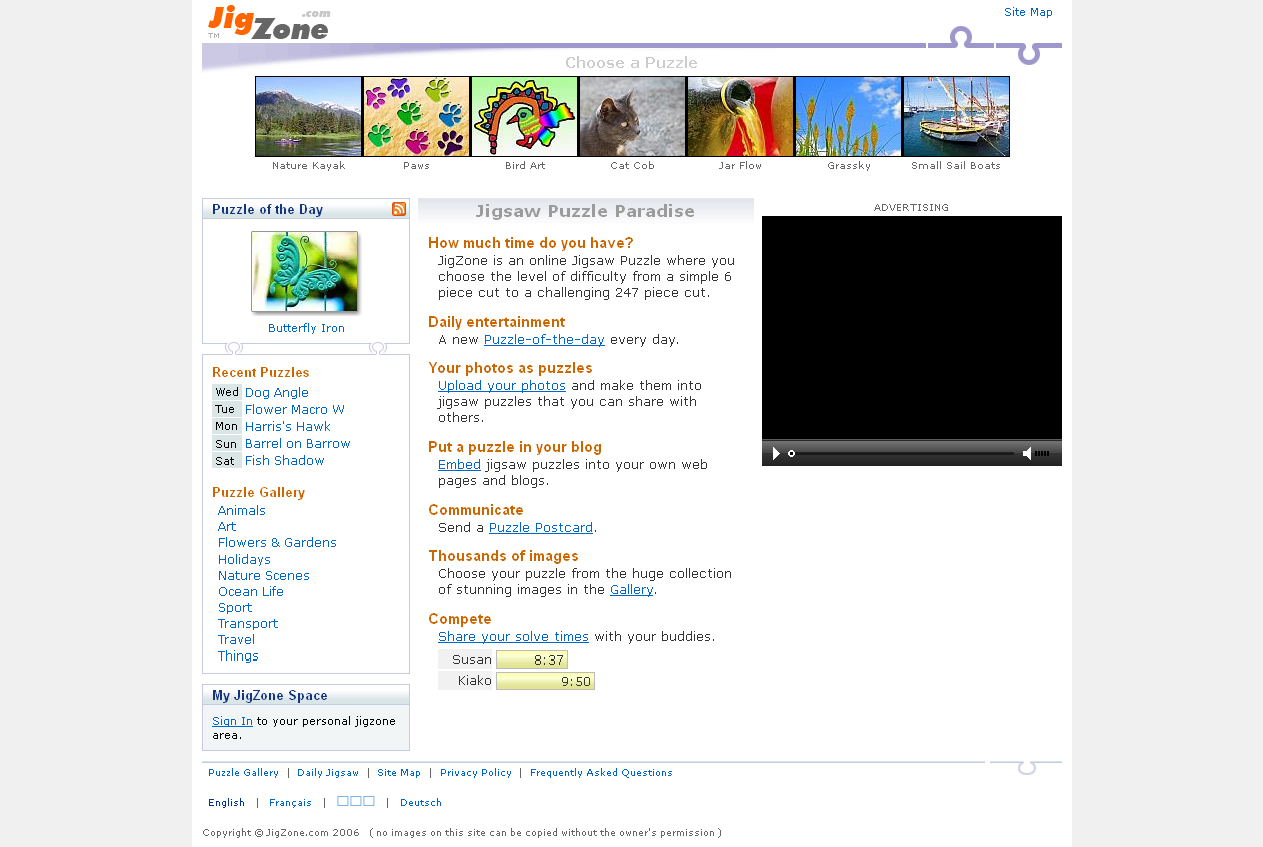 JigZone.com
TM
Site Map
Choose a Puzzle
Nature Kayak
Paws
Bird Art
Cat Cob
Jar Flow
Grassky
Small Sail Boats
Puzzle of the Day
Butterfly Iron
Recent Puzzles
Wed Dog Angle
Tue Flower Macro W
Mon Harris's Hawk
Sun Barrel on Barrow
Sat Fish Shadow
Puzzle Gallery
Animals
Art
Flowers & Gardens
Holidays
Nature Scenes
Ocean Life
Sport
Transport
Travel
Things
My JigZone Space
Sign In to your personal jigzone
area.
Jigsaw Puzzle Paradise
How much time do you have?
JigZone is an online Jigsaw Puzzle where you
choose the level of difficulty from a simple 6
piece cut to a challenging 247 piece cut.
Daily entertainment
A new Puzzle-of-the-day every day.
Your photos as puzzles
Upload your photos and make them into
jigsaw puzzles that you can share with
others.
Put a puzzle in your blog
Embed jigsaw puzzles into your own web
pages and blogs.
Communicate
Send a Puzzle Postcard.
Thousands of images
Choose your puzzle from the huge collection
of stunning images in the Gallery.
Compete
Share your solve times with your buddies.
Susan 8:37
Kiako 9:50
ADVERTISING
Puzzle Gallery | Daily Jigsaw | Site Map | Privacy Policy | Frequently Asked Questions
English | Français | □□□ | Deutsch
Copyright © JigZone.com 2006 ( no images on this site can be copied without the owner's permission )